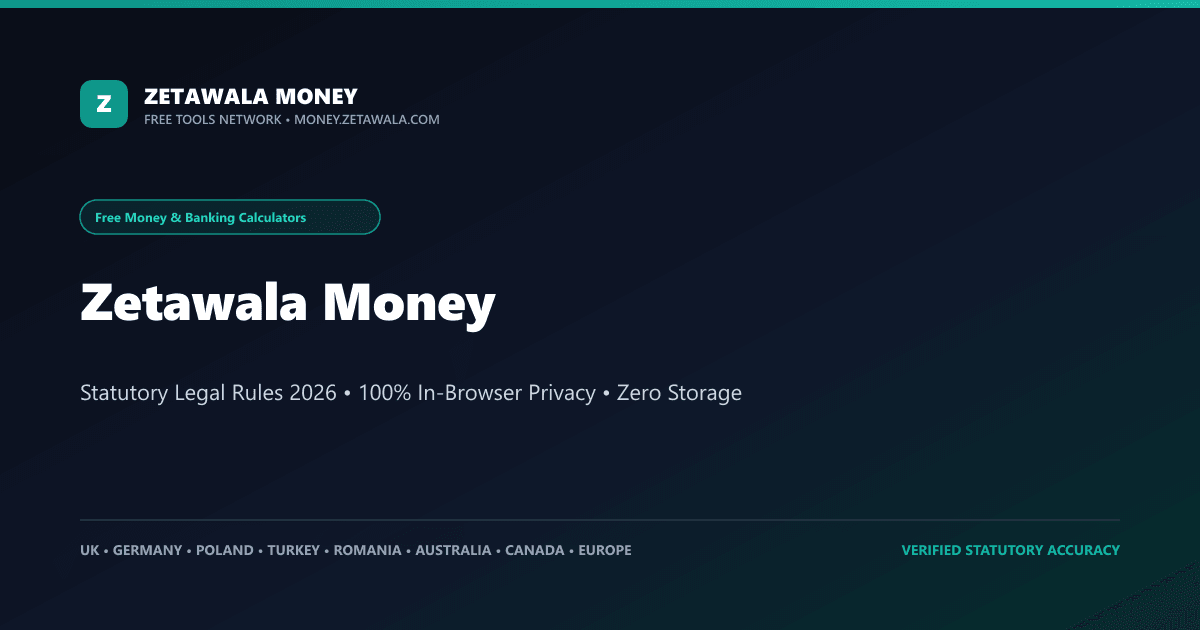 Z
ZETAWALA MONEY
FREE TOOLS NETWORK • MONEY.ZETAWALA.COM
Free Money & Banking Calculators
Zetawala Money
Statutory Legal Rules 2026 • 100% In-Browser Privacy • Zero Storage
UK • GERMANY • POLAND • TURKEY • ROMANIA • AUSTRALIA • CANADA • EUROPE
VERIFIED STATUTORY ACCURACY